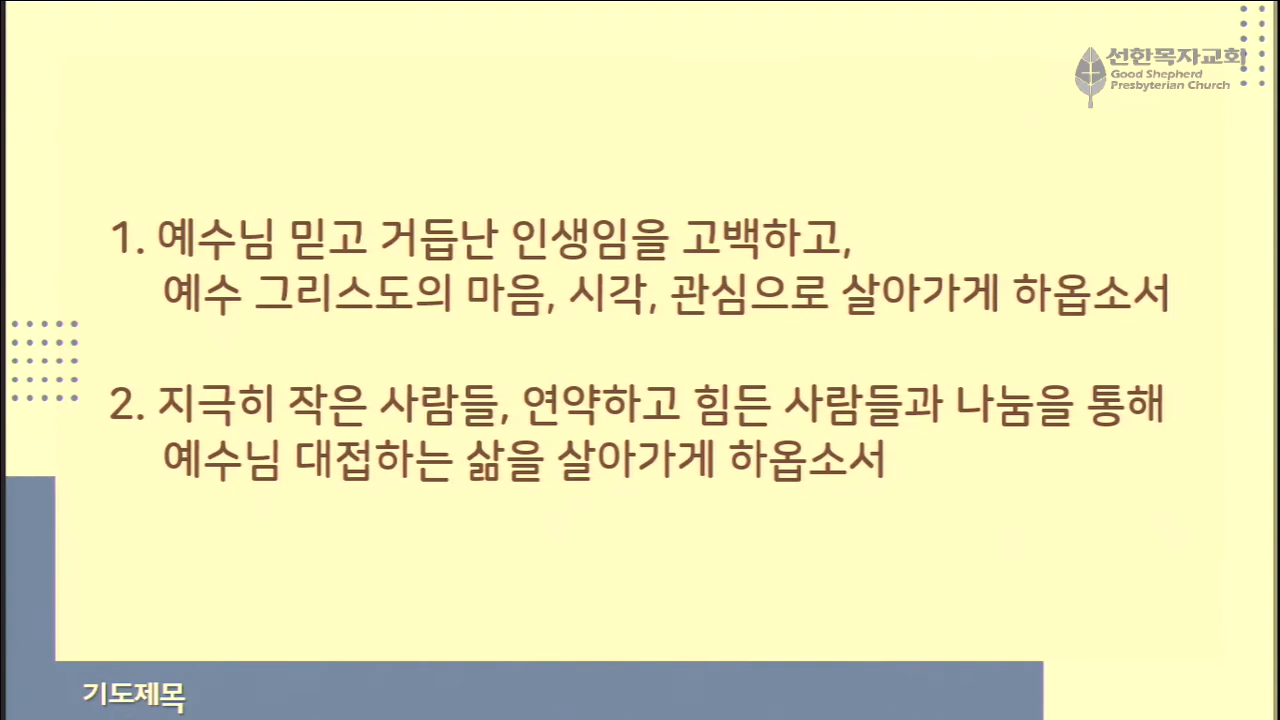 선한목자교회
Good Shepherd
Presbyterian Church
1. 예수님 믿고 거듭난 인생임을 고백하고,
예수 그리스도의 마음, 시각, 관심으로 살아가게 하옵소서
2. 지극히 작은 사람들, 연약하고 힘든 사람들과 나눔을 통해
예수님 대접하는 삶을 살아가게 하옵소서
기도제목